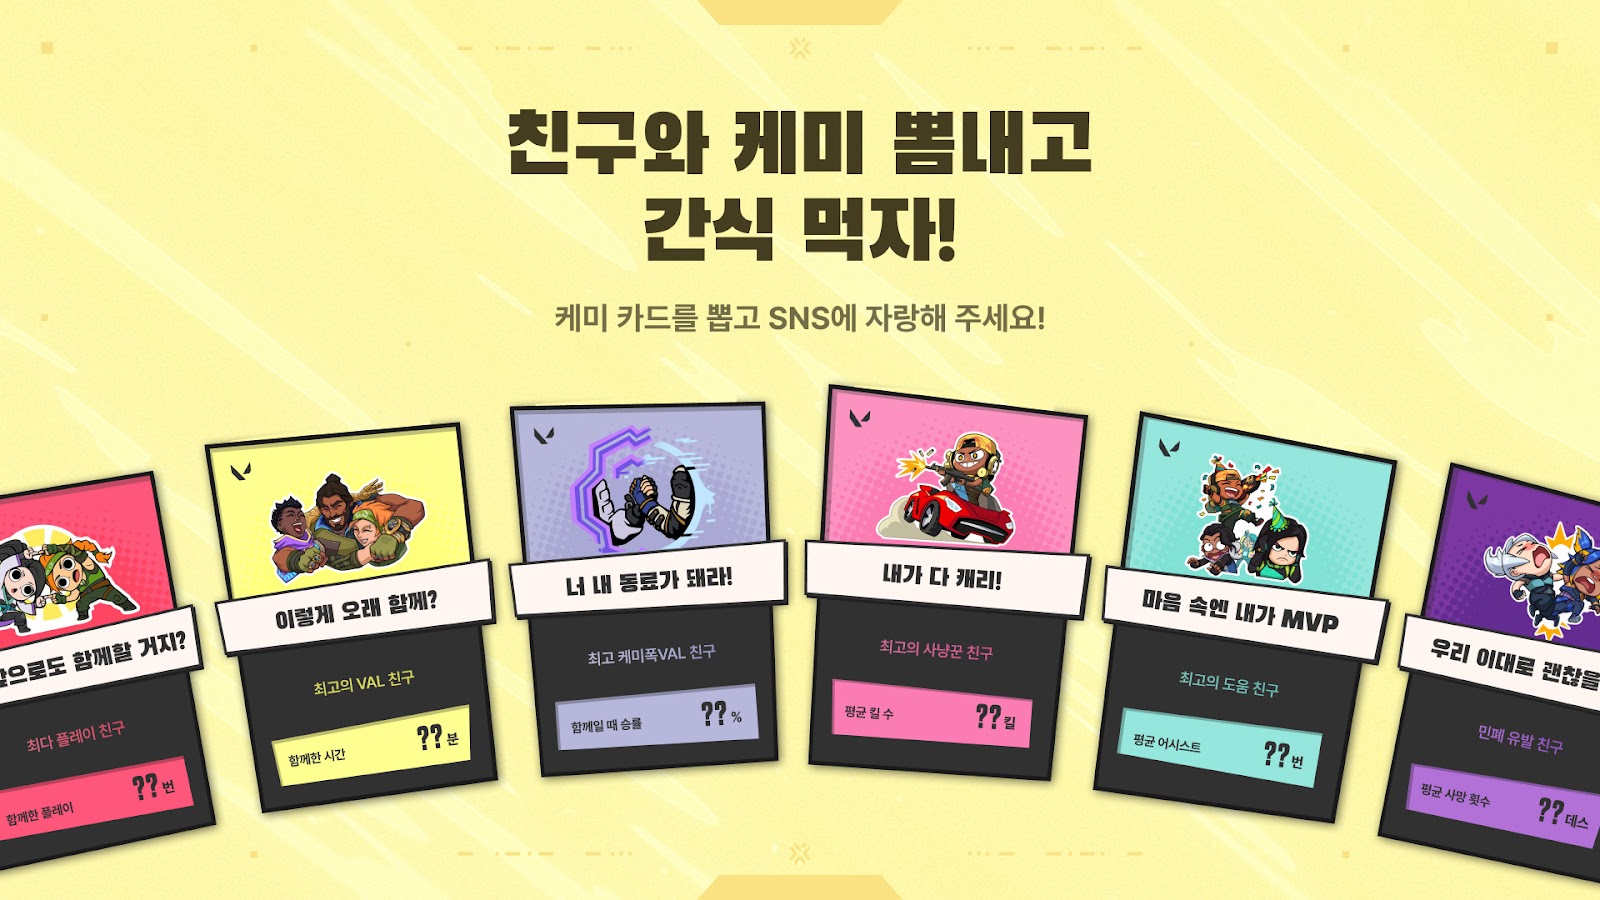 친구와 케미 뽐내고
간식 먹자!
케미 카드를 뽑고 SNS에 자랑해 주세요!
앞으로도 함께할 거지?
최다 플레이 친구
함께한 플레이
??번
이렇게 오래 함께?
최고의 VAL 친구
함께한 시간
??분
너 내 동료가 돼라!
최고 케미폭VAL 친구
함께일 때 승률
??%
내가 다 캐리!
최고의 사냥꾼 친구
평균 킬 수
??킬
마음 속엔 내가 MVP
최고의 도움 친구
평균 어시스트
??번
우리 이대로 괜찮을
민폐 유발 친구
평균 사망 횟수
??데스